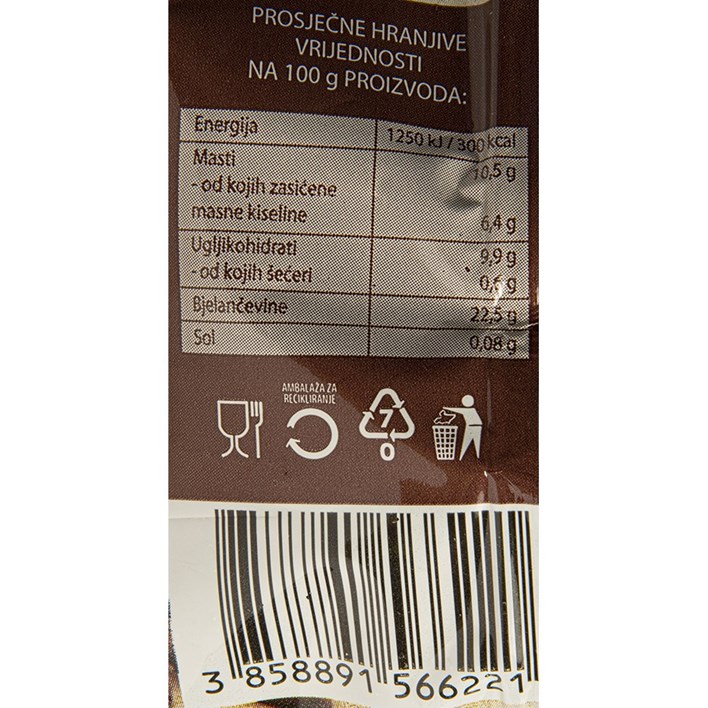 PROSJEČNE HRANJIVE
VRIJEDNOSTI
NA 100 g PROIZVODA:
Energija 1250 kJ / 300 kcal
Masti 10,5 g
- od kojih zasićene
masne kiseline 6,4 g
Ugljikohidrati 9,9 g
- od kojih šećeri 0,6 g
Bjelančevine 22,5 g
Sol 0,08 g
AMBALAŽA ZA
RECIKLIRANJE
7
O
3 858891 566221